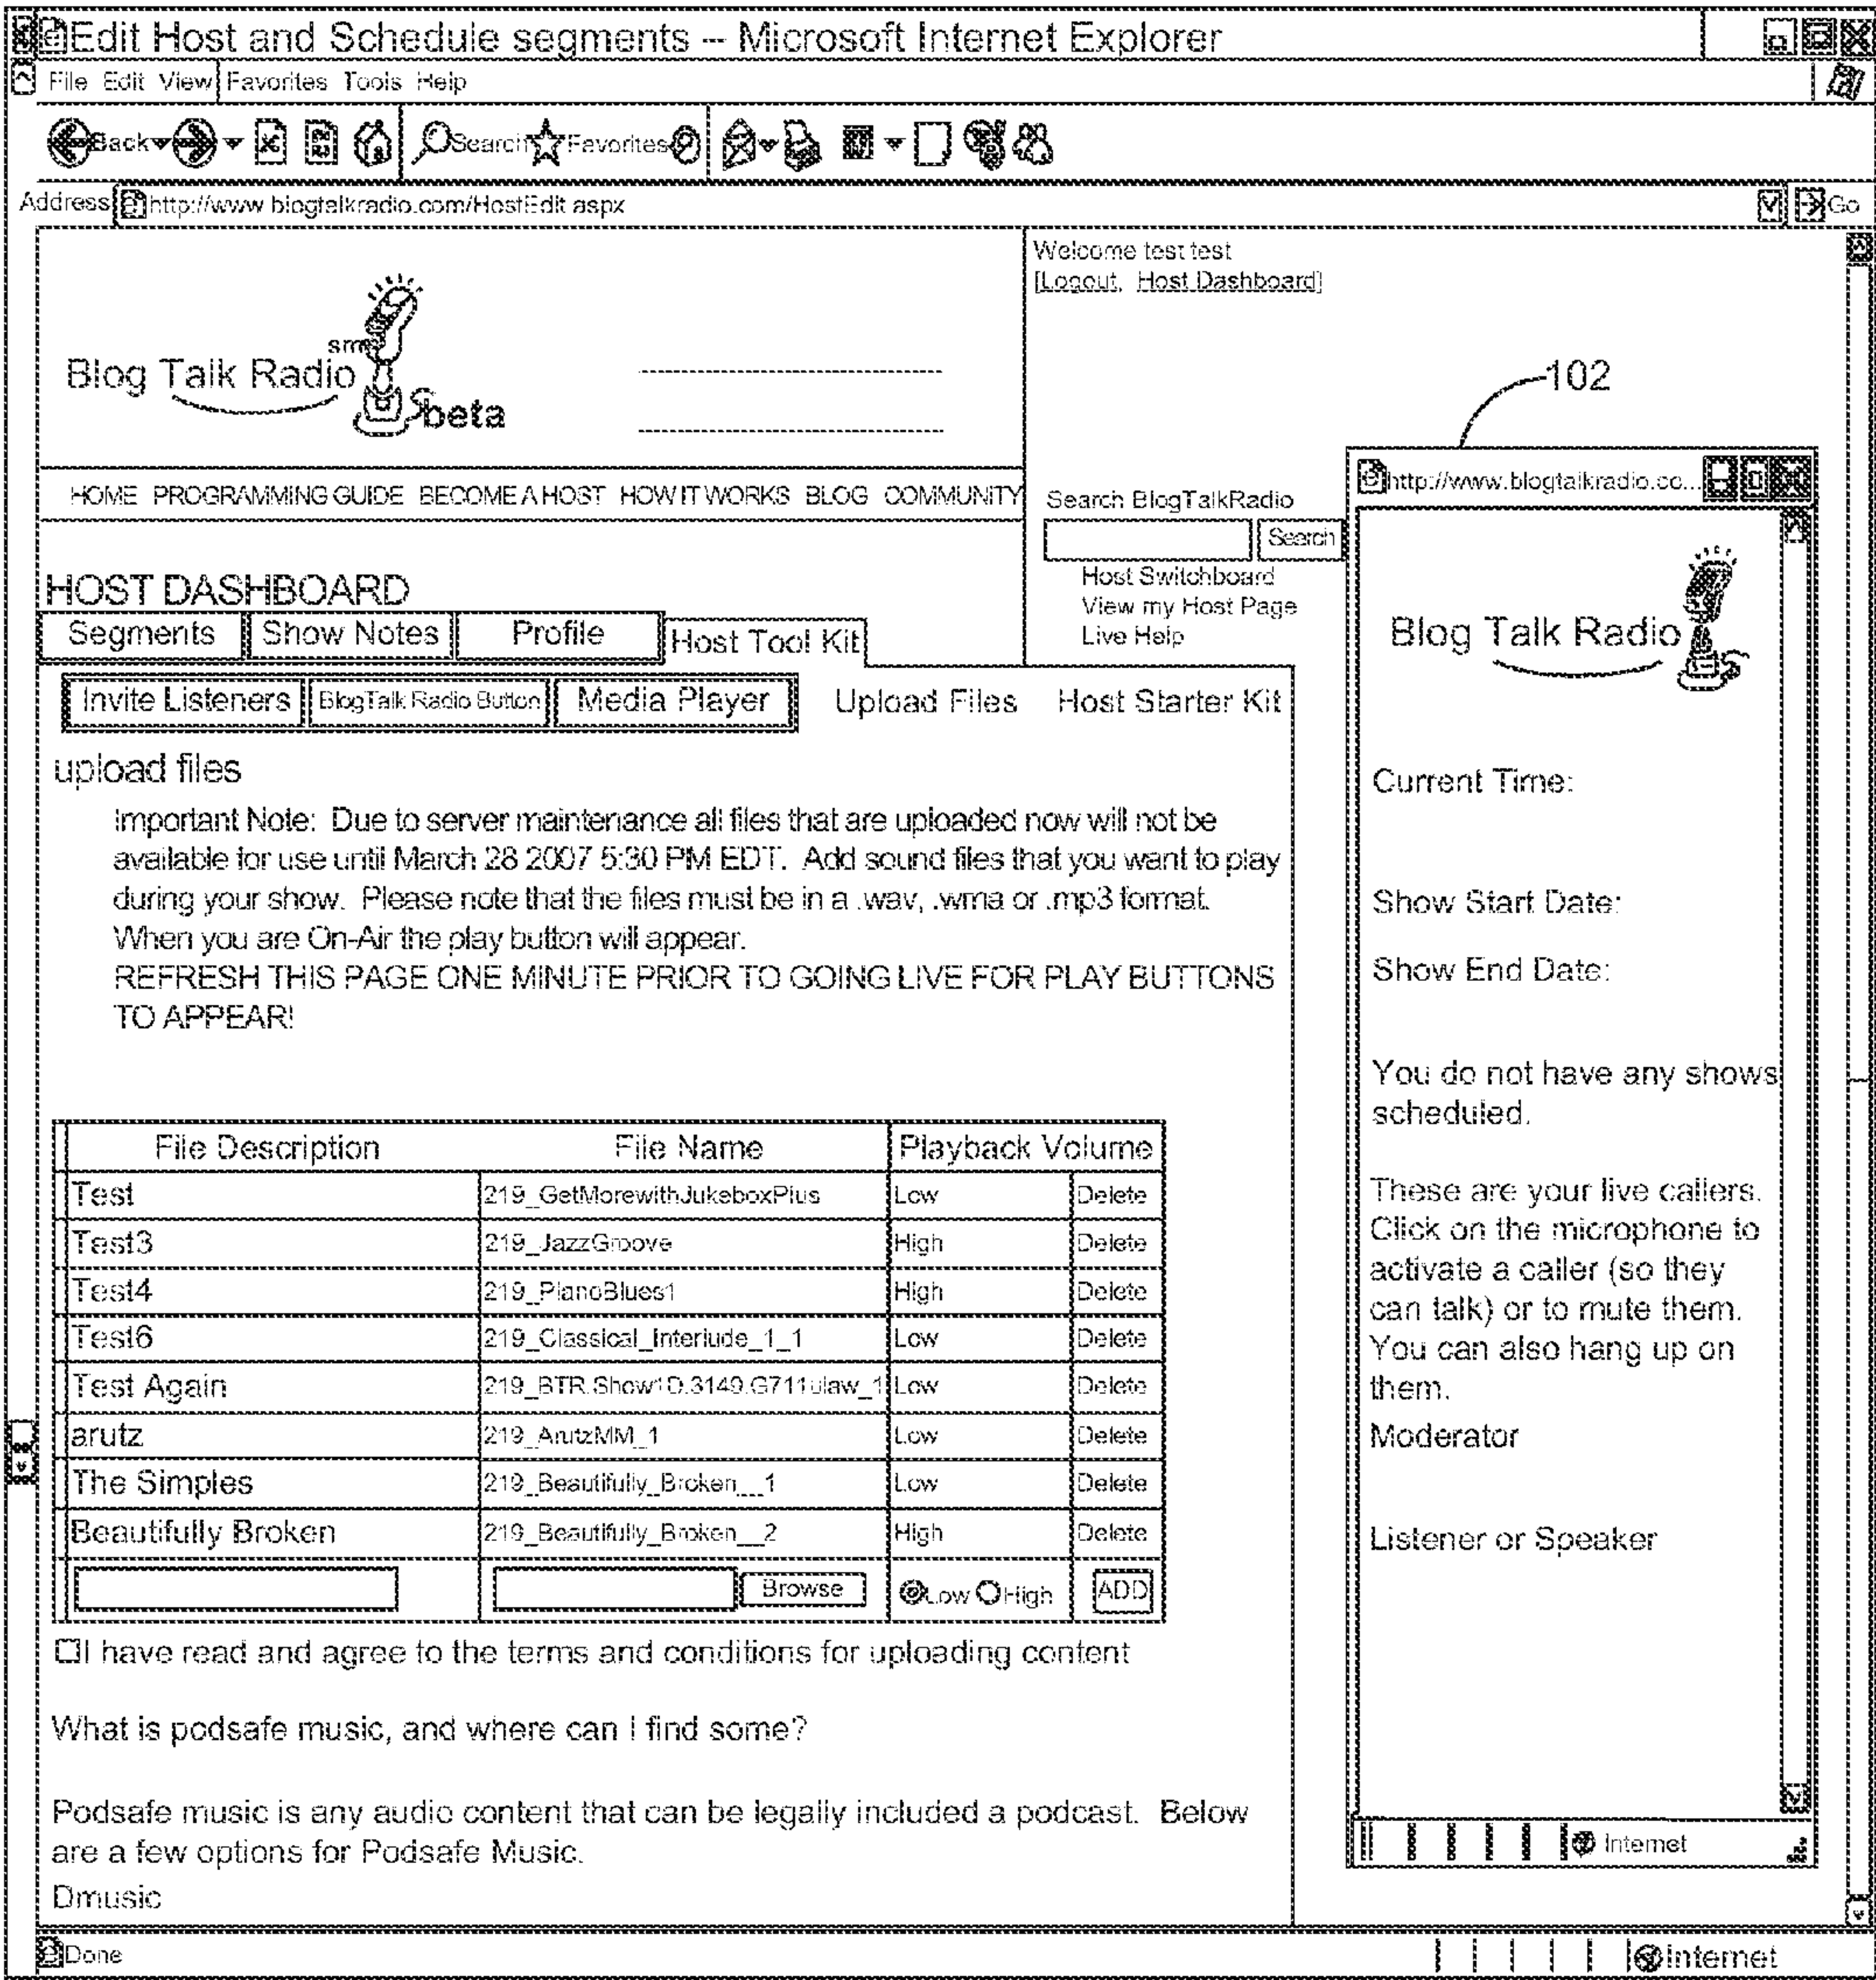 Edit Host and Schedule segments -- Microsoft Internet Explorer
File Edit View Favorites Tools Help
Back Search Favorites
Address http://www.blogtalkradio.com/HostEdit.aspx Go
Welcome test test
[Logout, Host Dashboard]
Blog Talk Radio sm
beta
102
HOME PROGRAMMING GUIDE BECOME A HOST HOW IT WORKS BLOG COMMUNITY
Search BlogTalkRadio
Search
Host Switchboard
View my Host Page
Live Help
HOST DASHBOARD
Segments Show Notes Profile Host Tool Kit
Invite Listeners BlogTalk Radio Button Media Player Upload Files Host Starter Kit
upload files
Important Note: Due to server maintenance all files that are uploaded now will not be
available for use until March 28 2007 5:30 PM EDT. Add sound files that you want to play
during your show. Please note that the files must be in a .wav, .wma or .mp3 format.
When you are On-Air the play button will appear.
REFRESH THIS PAGE ONE MINUTE PRIOR TO GOING LIVE FOR PLAY BUTTONS
TO APPEAR!
File Description File Name Playback Volume
Test 219_GetMorewithJukeboxPlus Low Delete
Test3 219_JazzGroove High Delete
Test4 219_PianoBlues1 High Delete
Test6 219_Classical_Interlude_1_1 Low Delete
Test Again 219_BTR.Show1D.3149.G711ulaw_1 Low Delete
arutz 219_ArutzMM_1 Low Delete
The Simples 219_Beautifully_Broken__1 Low Delete
Beautifully Broken 219_Beautifully_Broken__2 High Delete
Browse Low High ADD
I have read and agree to the terms and conditions for uploading content
What is podsafe music, and where can I find some?
Podsafe music is any audio content that can be legally included a podcast. Below
are a few options for Podsafe Music.
Dmusic
http://www.blogtalkradio.co...
Blog Talk Radio
Current Time:
Show Start Date:
Show End Date:
You do not have any shows
scheduled.
These are your live callers.
Click on the microphone to
activate a caller (so they
can talk) or to mute them.
You can also hang up on
them.
Moderator
Listener or Speaker
Internet
Done Internet